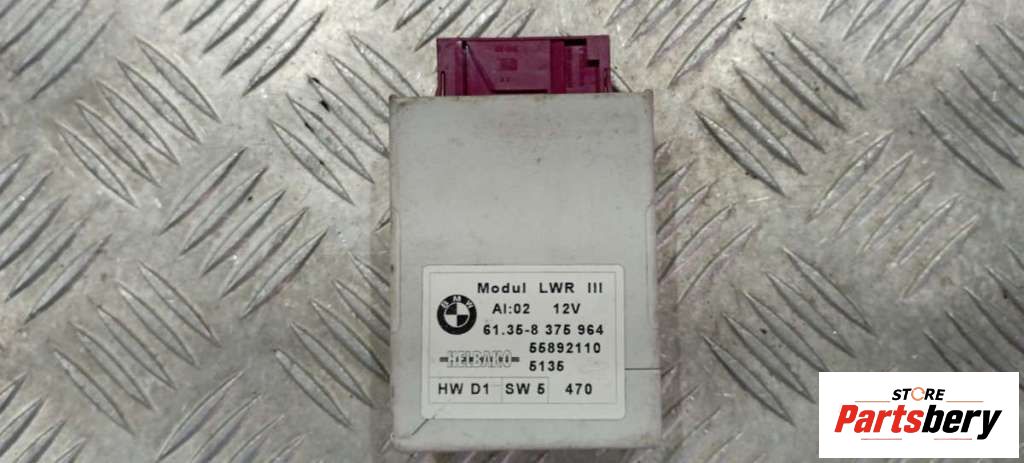 Modul LWR III
BMW
AI:02 12V
61.35-8 375 964
55892110
HELBAKO
5135
HW D1 SW 5 470
STORE
Partsbery